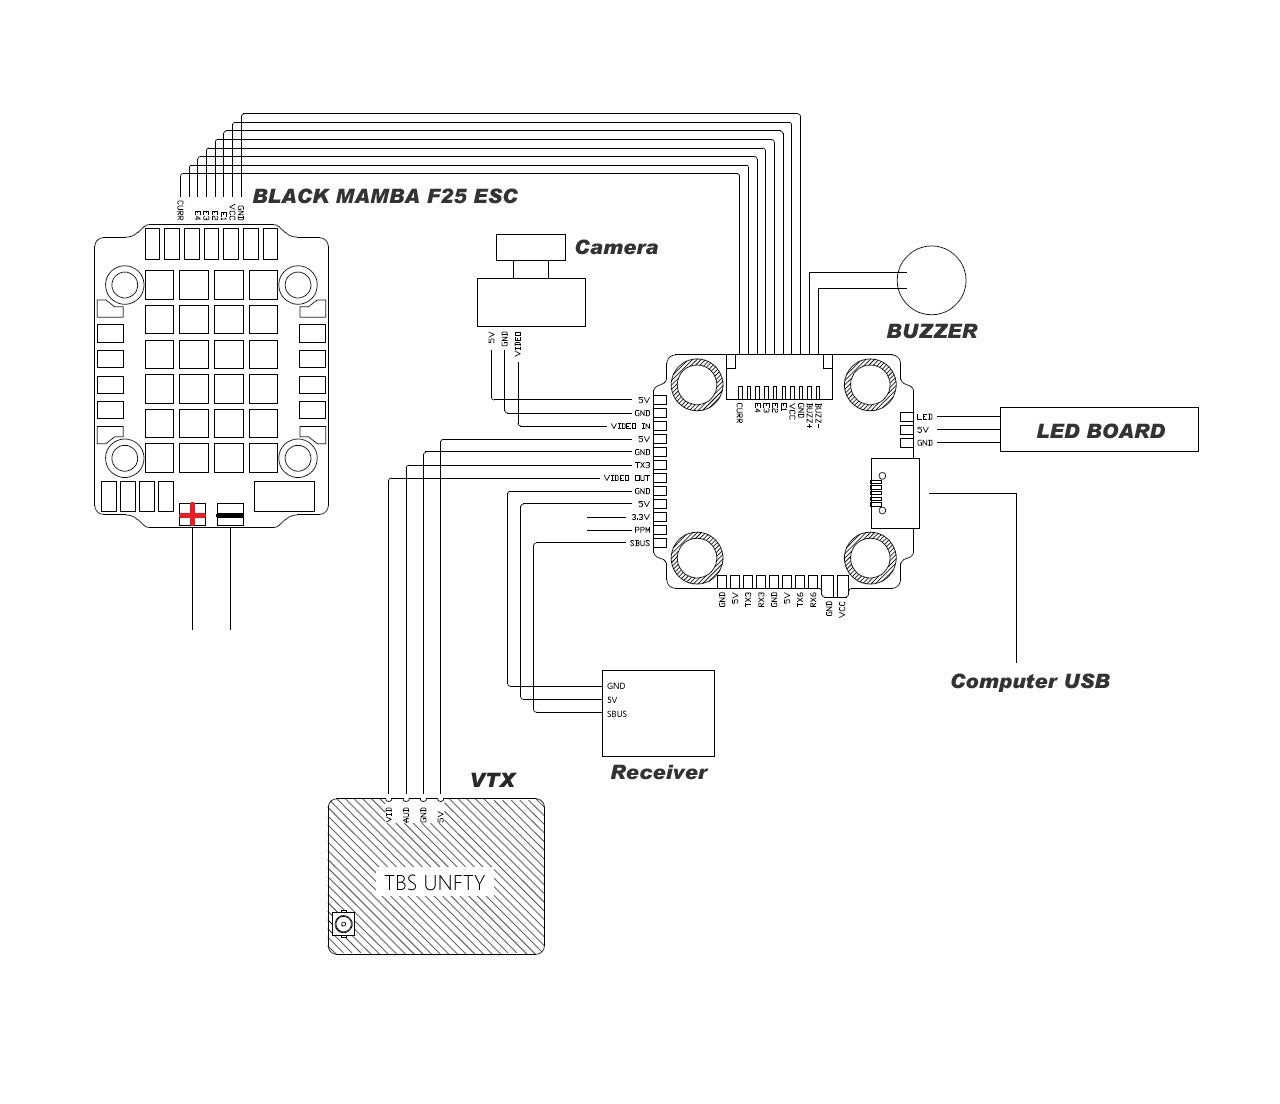 BLACK MAMBA F25 ESC
CURR
E4
E3
E2
E1
VCC
GND
Camera
5V
GND
VIDEO
BUZZER
CURR
E4
E3
E2
E1
VCC
GND
BUZZ+
BUZZ-
5V
GND
VIDEO IN
5V
GND
TX3
VIDEO OUT
GND
5V
3.3V
PPM
SBUS
LED
5V
GND
LED BOARD
GND
5V
TX3
RX3
GND
5V
TX6
RX6
GND
VCC
Computer USB
GND
5V
SBUS
Receiver
VTX
VID
AUD
GND
5V
TBS UNFTY